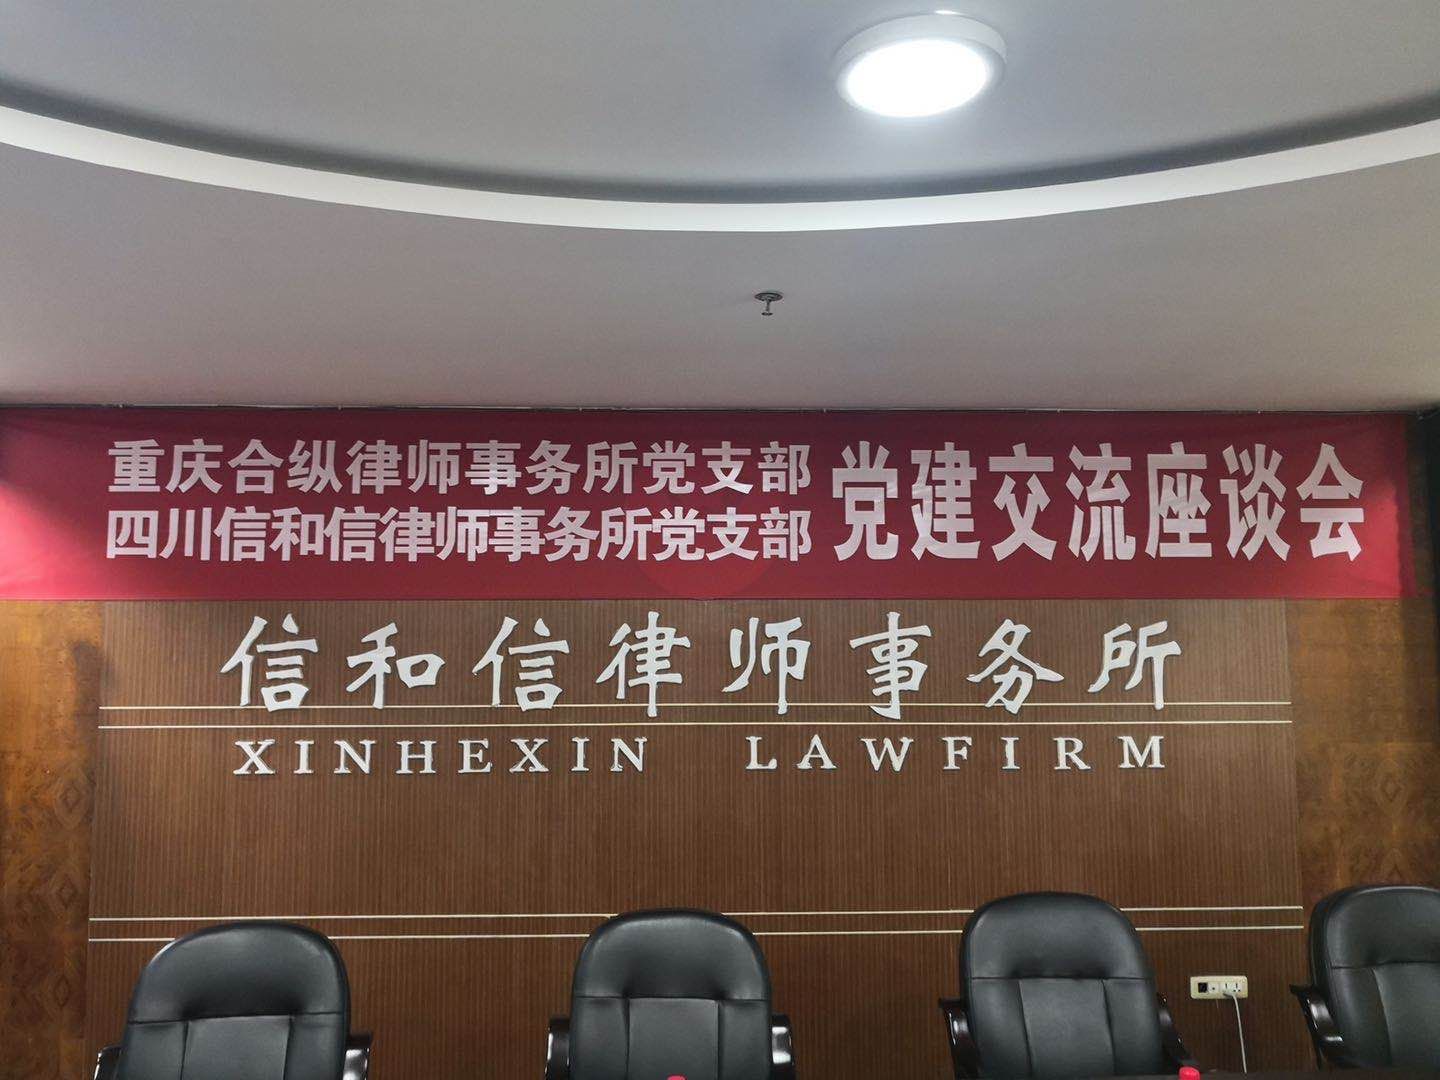 重庆合纵律师事务所党支部
四川信和信律师事务所党支部
党建交流座谈会
信和信律师事务所
XINHEXIN LAWFIRM